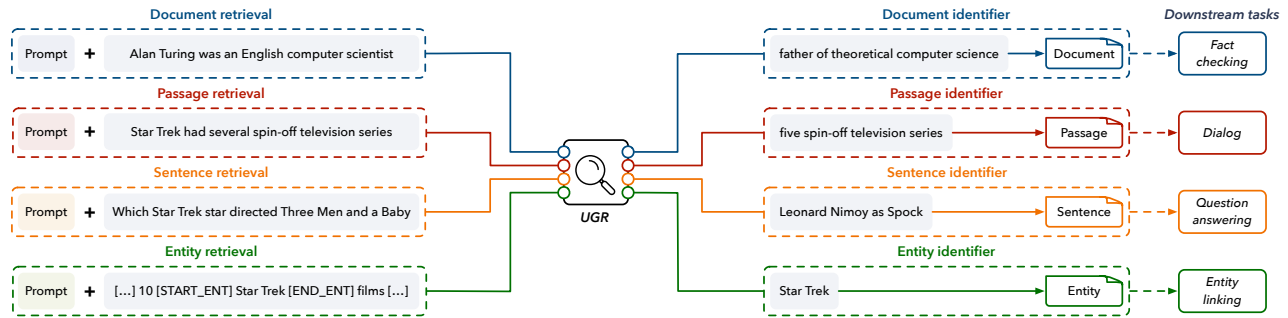 Document retrieval
Document identifier
Downstream tasks
Prompt + Alan Turing was an English computer scientist
father of theoretical computer science
Document
Fact
checking
Passage retrieval
Passage identifier
Prompt + Star Trek had several spin-off television series
five spin-off television series
Passage
Dialog
Sentence retrieval
Sentence identifier
Prompt + Which Star Trek star directed Three Men and a Baby
Leonard Nimoy as Spock
Sentence
Question
answering
UGR
Entity retrieval
Entity identifier
Prompt + [...] 10 [START_ENT] Star Trek [END_ENT] films [...]
Star Trek
Entity
Entity
linking